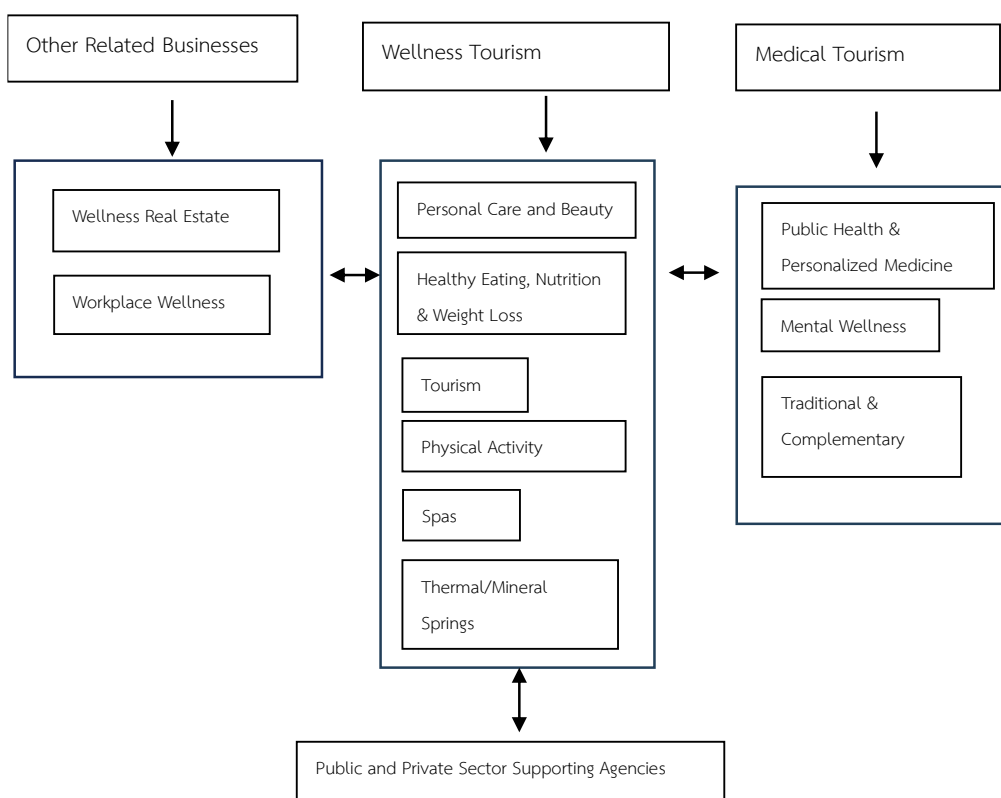 Other Related Businesses
Wellness Tourism
Medical Tourism
Wellness Real Estate
Workplace Wellness
Personal Care and Beauty
Healthy Eating, Nutrition
& Weight Loss
Tourism
Physical Activity
Spas
Thermal/Mineral
Springs
Public Health &
Personalized Medicine
Mental Wellness
Traditional &
Complementary
Public and Private Sector Supporting Agencies